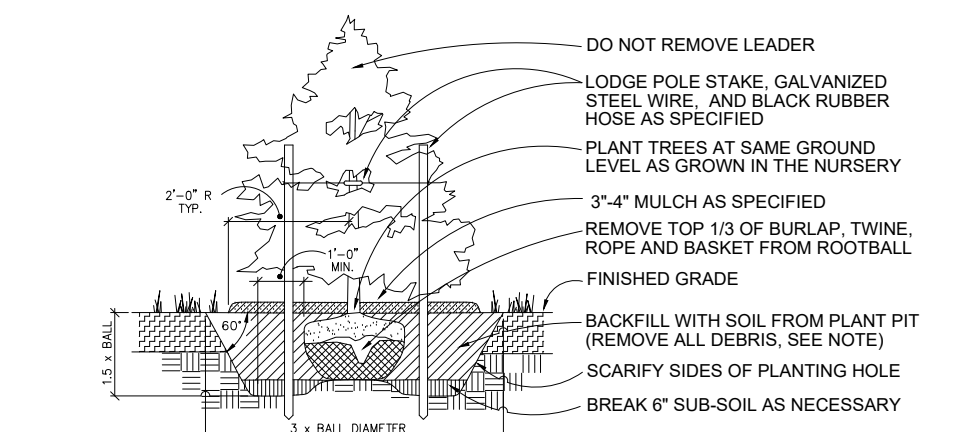 DO NOT REMOVE LEADER
LODGE POLE STAKE, GALVANIZED
STEEL WIRE, AND BLACK RUBBER
HOSE AS SPECIFIED
PLANT TREES AT SAME GROUND
LEVEL AS GROWN IN THE NURSERY
3"-4" MULCH AS SPECIFIED
REMOVE TOP 1/3 OF BURLAP, TWINE,
ROPE AND BASKET FROM ROOTBALL
FINISHED GRADE
BACKFILL WITH SOIL FROM PLANT PIT
(REMOVE ALL DEBRIS, SEE NOTE)
SCARIFY SIDES OF PLANTING HOLE
BREAK 6" SUB-SOIL AS NECESSARY
2'-0" R
TYP.
1'-0"
MIN.
60°
1.5 x BALL
3 x BALL DIAMETER